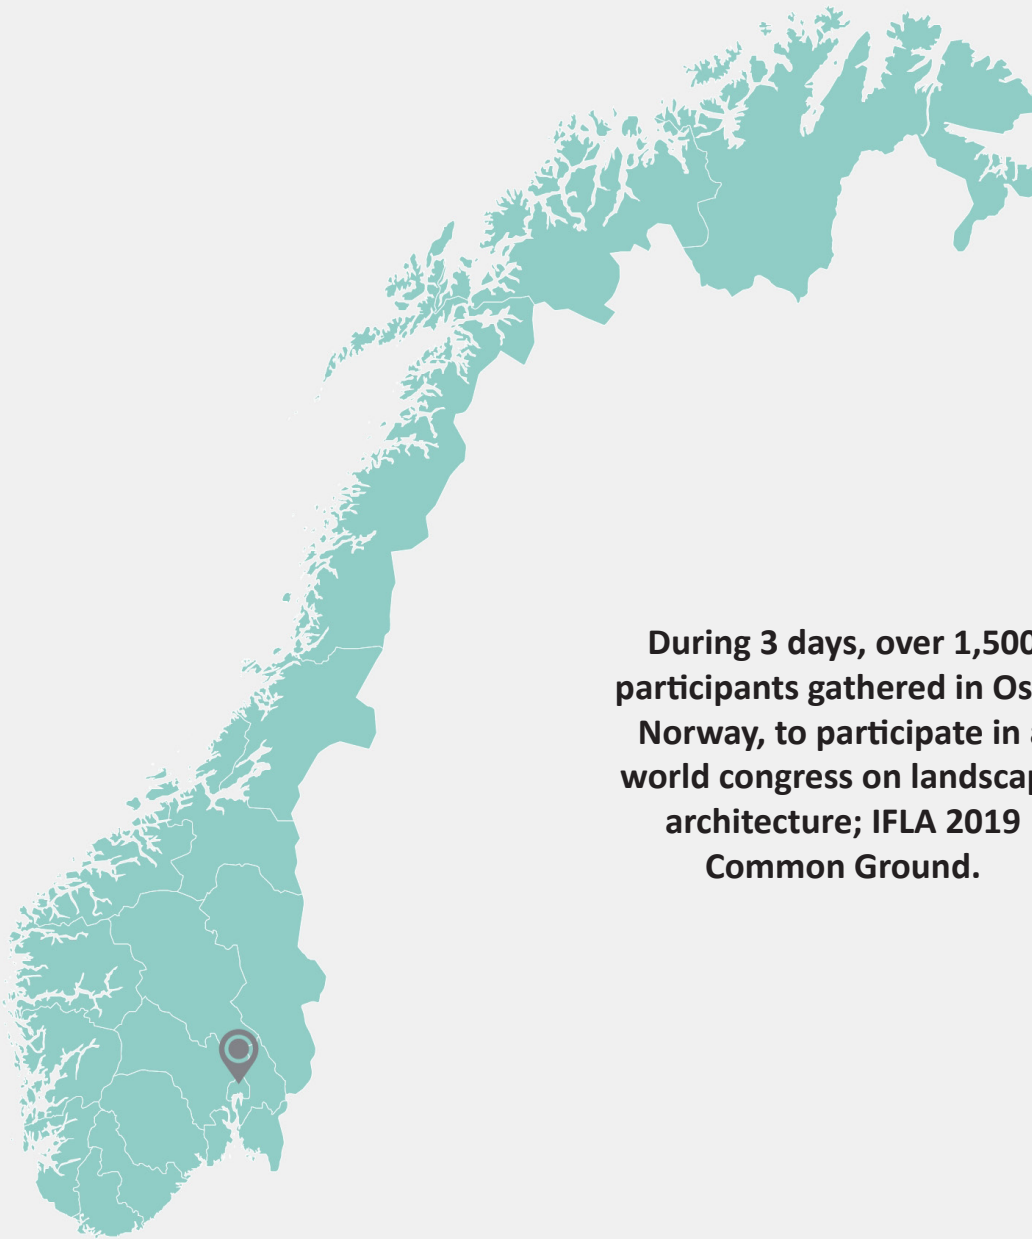 During 3 days, over 1,500
participants gathered in Os
Norway, to participate in a
world congress on landscap
architecture; IFLA 2019
Common Ground.